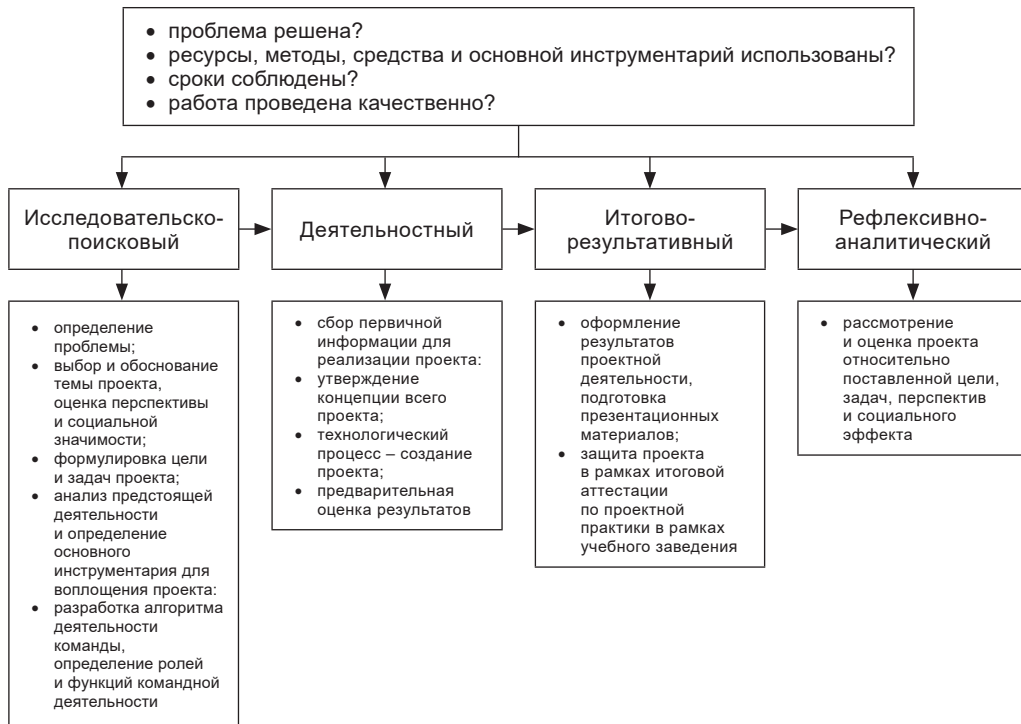 • проблема решена?
• ресурсы, методы, средства и основной инструментарий использованы?
• сроки соблюдены?
• работа проведена качественно?
Исследовательско-
поисковый
Деятельностный
Итогово-
результативный
Рефлексивно-
аналитический
• определение
проблемы;
• выбор и обоснование
темы проекта,
оценка перспективы
и социальной
значимости;
• формулировка цели
и задач проекта;
• анализ предстоящей
деятельности
и определение
основного
инструментария для
воплощения проекта:
• разработка алгоритма
деятельности
команды,
определение ролей
и функций командной
деятельности
• сбор первичной
информации для
реализации проекта:
• утверждение
концепции всего
проекта;
• технологический
процесс – создание
проекта;
• предварительная
оценка результатов
• оформление
результатов
проектной
деятельности,
подготовка
презентационных
материалов;
• защита проекта
в рамках итоговой
аттестации
по проектной
практики в рамках
учебного заведения
• рассмотрение
и оценка проекта
относительно
поставленной цели,
задач, перспектив
и социального
эффекта